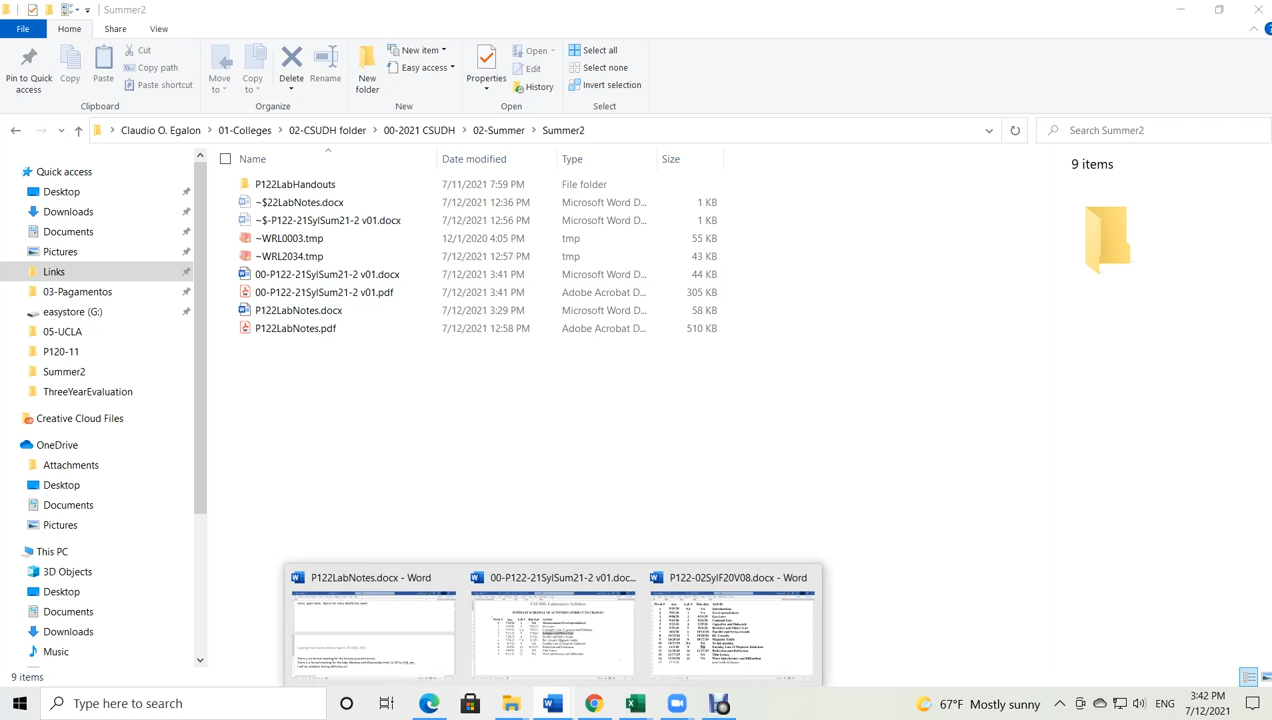 Summer2
File Home Share View
Pin to Quick access
Copy
Paste
Cut
Copy path
Paste shortcut
Clipboard
Move to
Copy to
Delete
Rename
Organize
New folder
New item
Easy access
New
Properties
Open
Edit
History
Open
Select all
Select none
Invert selection
Select
Claudio O. Egalon > 01-Colleges > 02-CSUDH folder > 00-2021 CSUDH > 02-Summer > Summer2
Search Summer2
Quick access
Desktop
Downloads
Documents
Pictures
Links
03-Pagamentos
easystore (G:)
05-UCLA
P120-11
Summer2
ThreeYearEvaluation
Creative Cloud Files
OneDrive
Attachments
Desktop
Documents
Pictures
This PC
3D Objects
Desktop
Documents
Downloads
Music
9 items
Name Date modified Type Size
P122LabHandouts 7/11/2021 7:59 PM File folder
~$22LabNotes.docx 7/12/2021 12:36 PM Microsoft Word D... 1 KB
~$-P122-21SylSum21-2 v01.docx 7/12/2021 12:56 PM Microsoft Word D... 1 KB
~WRL0003.tmp 12/1/2020 4:05 PM tmp 55 KB
~WRL2034.tmp 7/12/2021 12:57 PM tmp 43 KB
00-P122-21SylSum21-2 v01.docx 7/12/2021 3:41 PM Microsoft Word D... 44 KB
00-P122-21SylSum21-2 v01.pdf 7/12/2021 3:41 PM Adobe Acrobat D... 305 KB
P122LabNotes.docx 7/12/2021 3:29 PM Microsoft Word D... 58 KB
P122LabNotes.pdf 7/12/2021 12:58 PM Adobe Acrobat D... 510 KB
9 items
P122LabNotes.docx - Word
00-P122-21SylSum21-2 v01.doc...
P122-02SylF20V08.docx - Word
Type here to search
67°F Mostly sunny
ENG
3:42 PM
7/12/2021